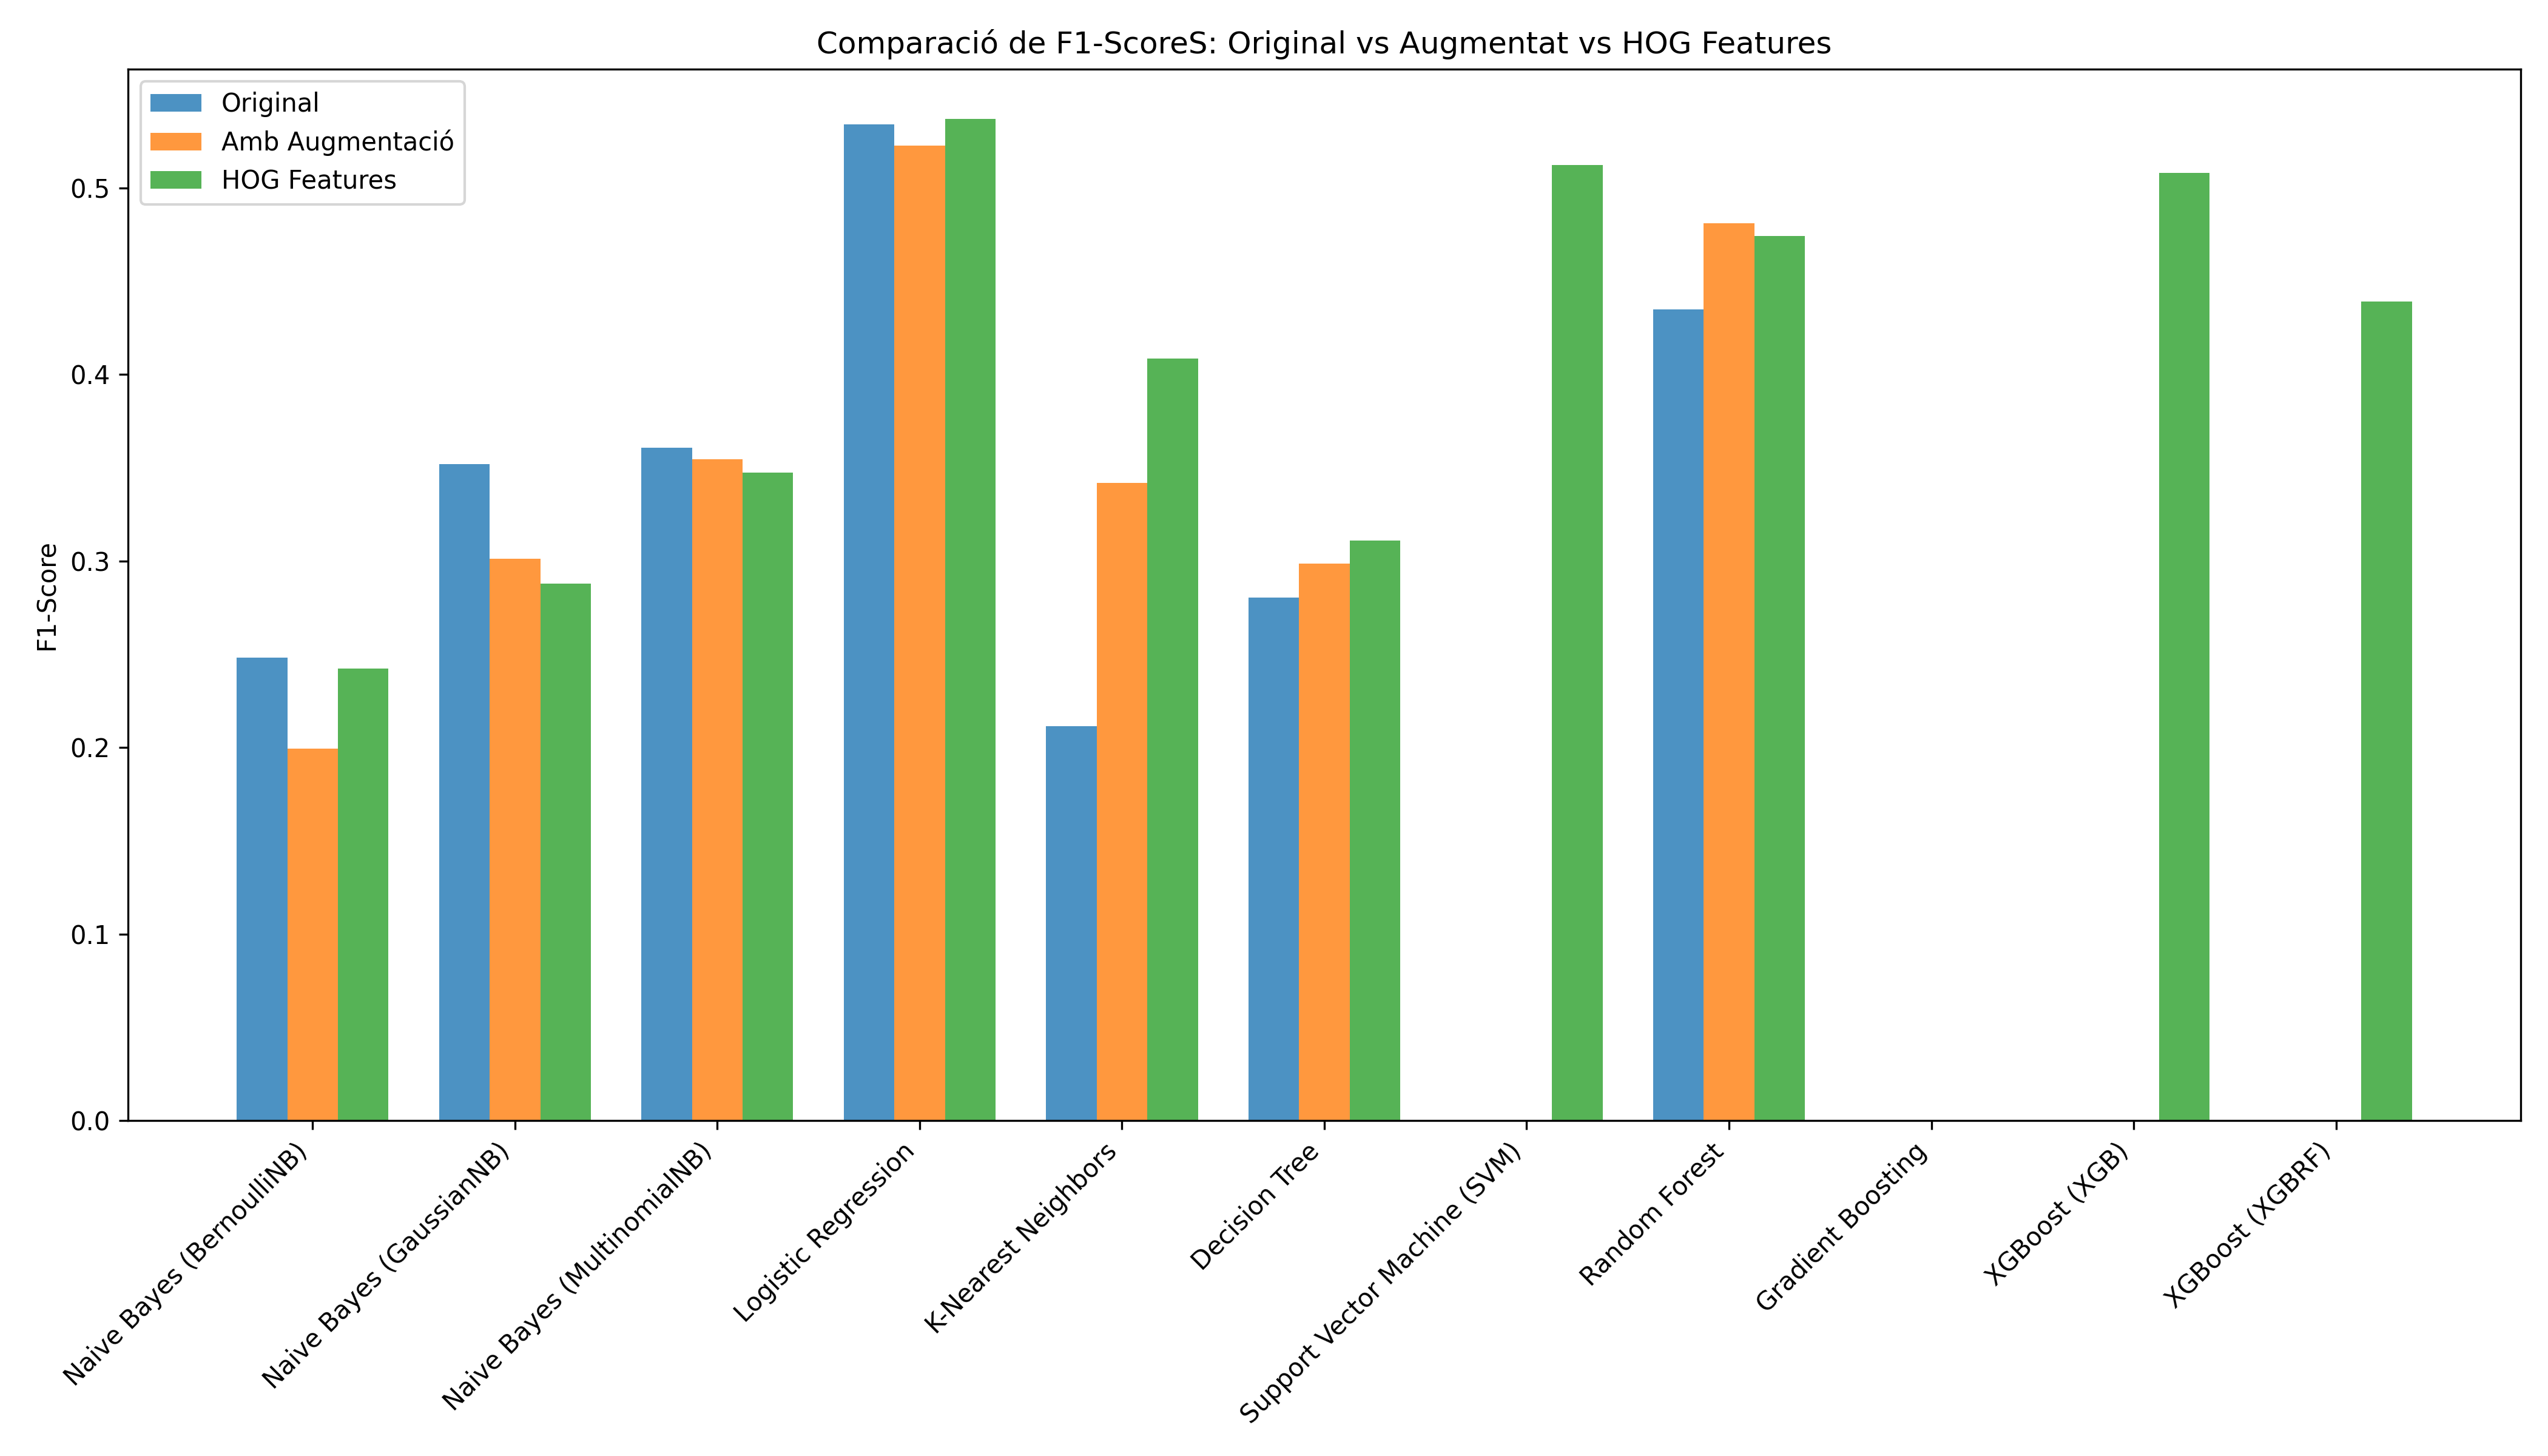 Comparació de F1-ScoreS: Original vs Augmentat vs HOG Features
Original
Amb Augmentació
HOG Features
F1-Score
0.5
0.4
0.3
0.2
0.1
0.0
Naive Bayes (BernoulliNB)
Naive Bayes (GaussianNB)
Naive Bayes (MultinomialNB)
Logistic Regression
K-Nearest Neighbors
Decision Tree
Support Vector Machine (SVM)
Random Forest
Gradient Boosting
XGBoost (XGB)
XGBoost (XGBRF)